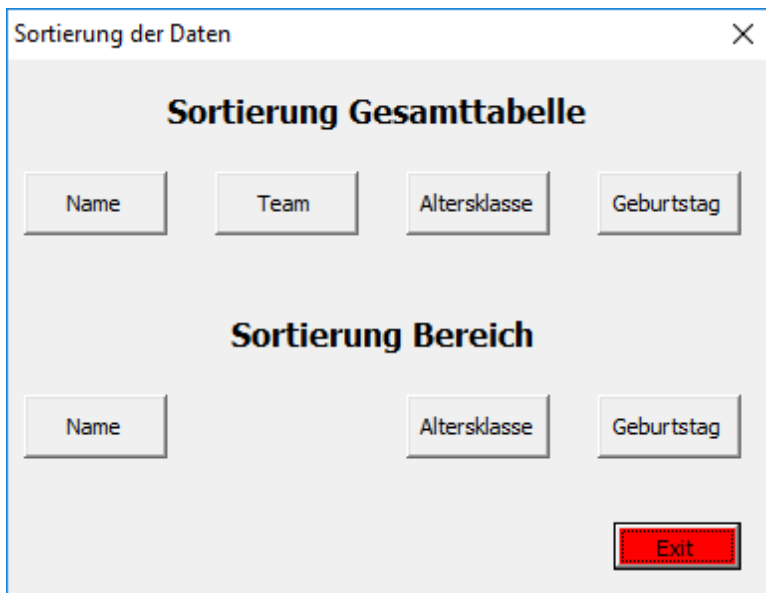 Sortierung der Daten
Sortierung Gesamttabelle
Name Team Altersklasse Geburtstag
Sortierung Bereich
Name Altersklasse Geburtstag
Exit